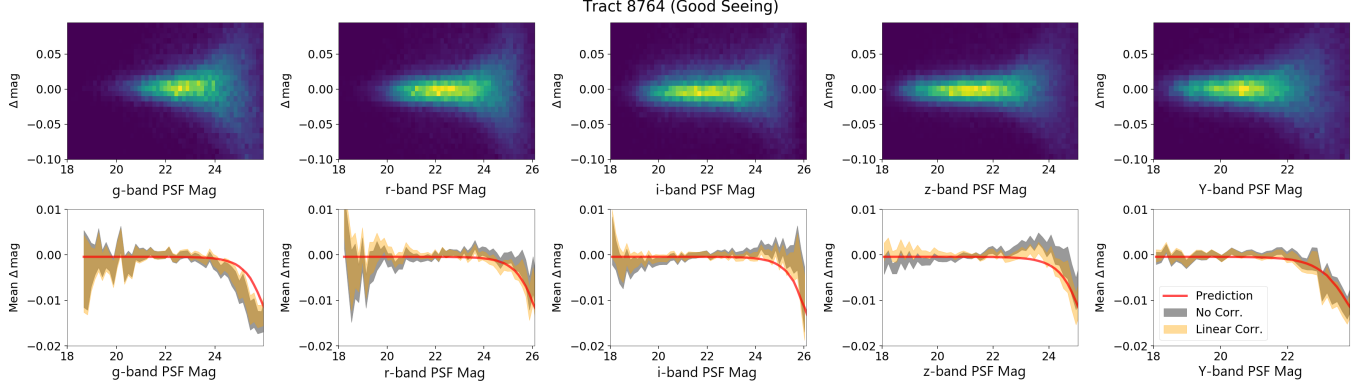 Tract 8764 (Good Seeing)
0.05
0.00
−0.05
−0.10
Δ mag
18 20 22 24
g-band PSF Mag
0.05
0.00
−0.05
−0.10
Δ mag
18 20 22 24 26
r-band PSF Mag
0.05
0.00
−0.05
−0.10
Δ mag
18 20 22 24 26
i-band PSF Mag
0.05
0.00
−0.05
−0.10
Δ mag
18 20 22 24
z-band PSF Mag
0.05
0.00
−0.05
−0.10
Δ mag
18 20 22
Y-band PSF Mag
0.01
0.00
−0.01
−0.02
Mean Δ mag
18 20 22 24
g-band PSF Mag
0.01
0.00
−0.01
−0.02
Mean Δ mag
18 20 22 24 26
r-band PSF Mag
0.01
0.00
−0.01
−0.02
Mean Δ mag
18 20 22 24 26
i-band PSF Mag
0.01
0.00
−0.01
−0.02
Mean Δ mag
18 20 22 24
z-band PSF Mag
0.01
0.00
−0.01
−0.02
Mean Δ mag
Prediction
No Corr.
Linear Corr.
18 20 22
Y-band PSF Mag